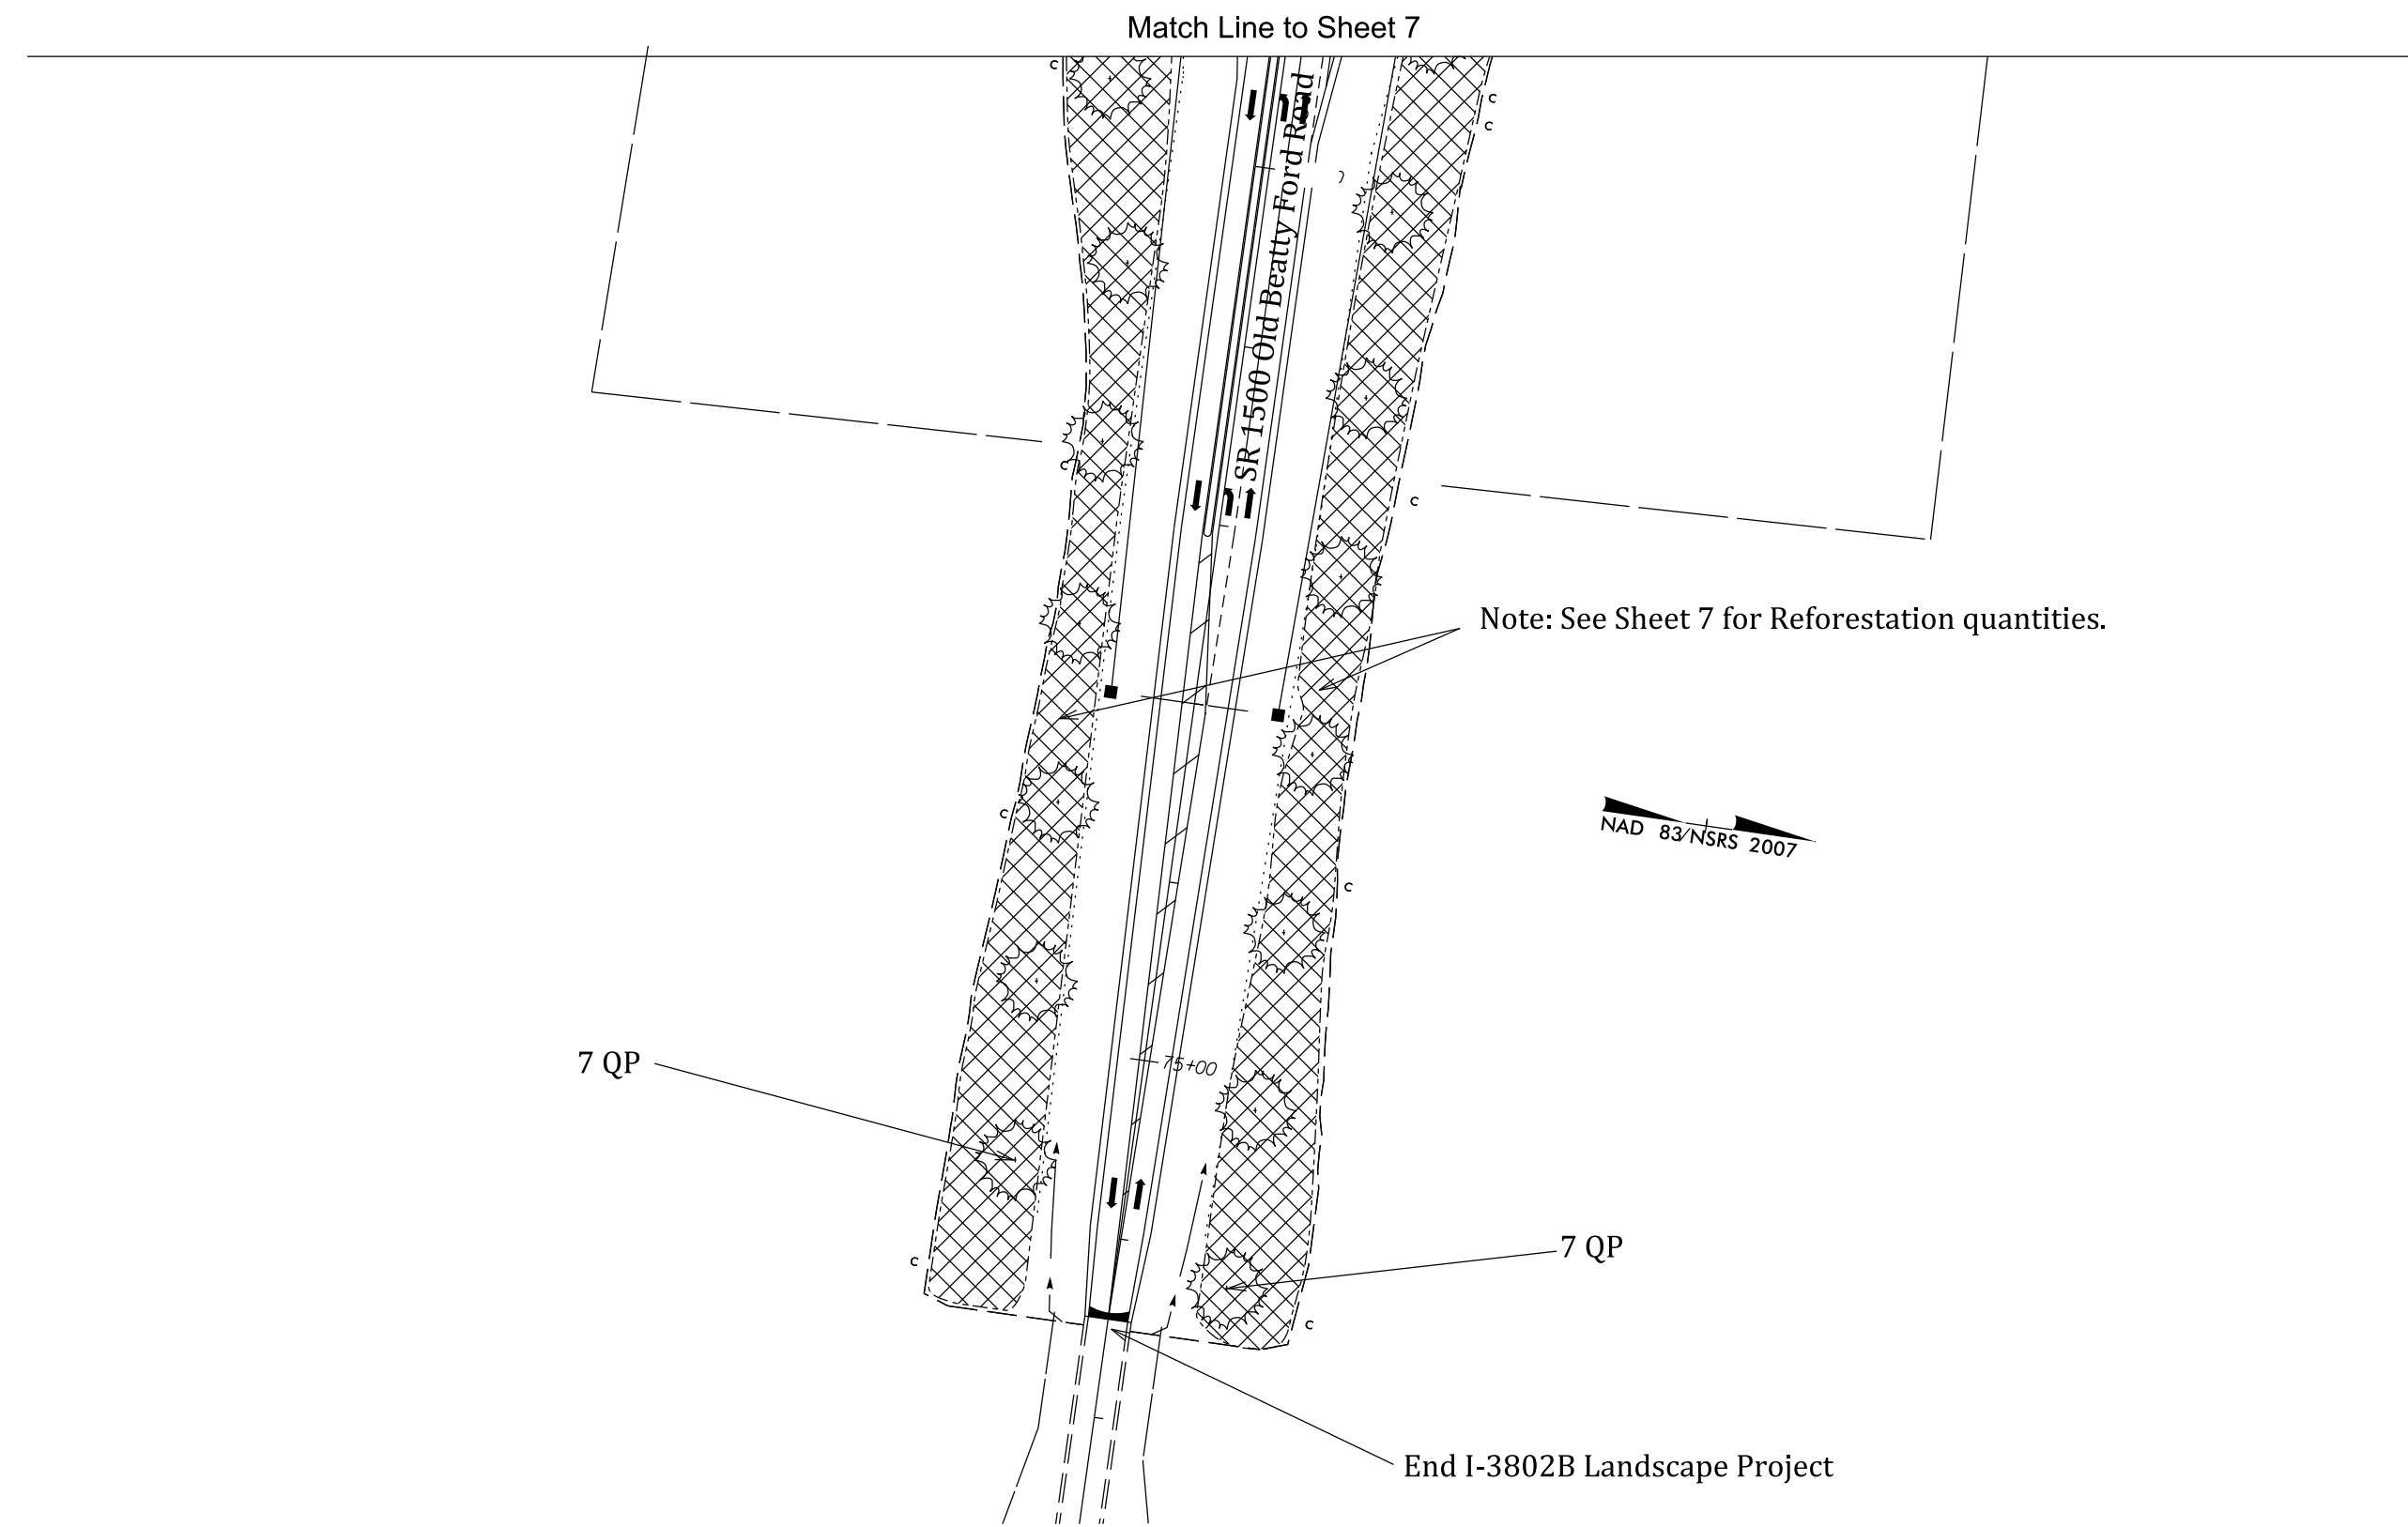 Match Line to Sheet 7
C
C
C
SR 1500 Old Beatty Ford Road
C
C
Note: See Sheet 7 for Reforestation quantities.
C
NAD 83/NSRS 2007
C
7 QP
75+00
7 QP
C
C
End I-3802B Landscape Project